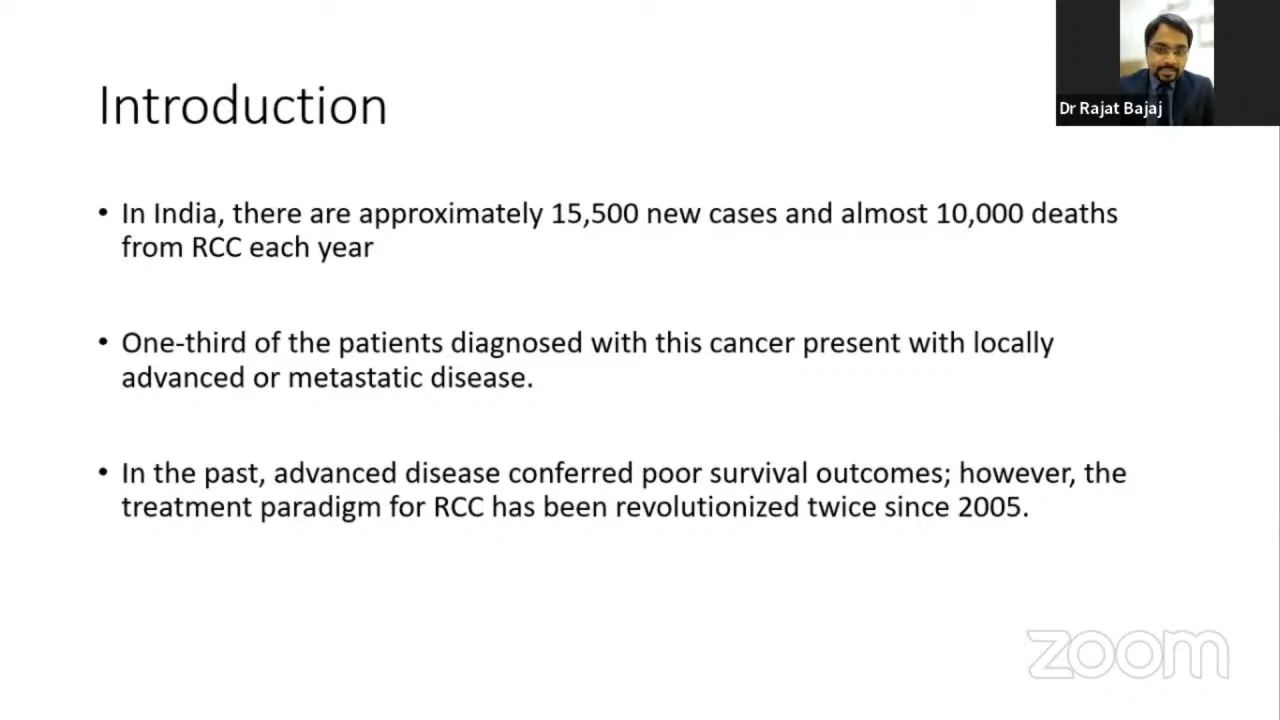 Dr Rajat Bajaj
Introduction
• In India, there are approximately 15,500 new cases and almost 10,000 deaths
from RCC each year
• One-third of the patients diagnosed with this cancer present with locally
advanced or metastatic disease.
• In the past, advanced disease conferred poor survival outcomes; however, the
treatment paradigm for RCC has been revolutionized twice since 2005.
zoom